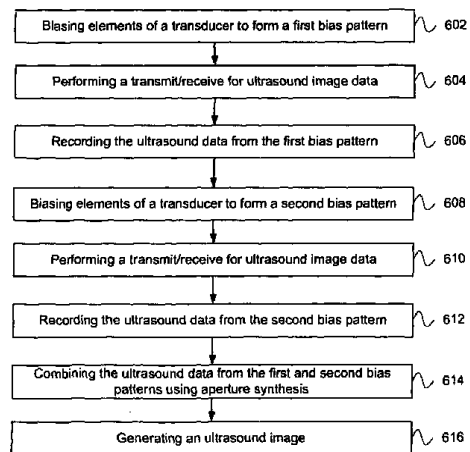 Biasing elements of a transducer to form a first bias pattern 602
Performing a transmit/receive for ultrasound image data 604
Recording the ultrasound data from the first bias pattern 606
Biasing elements of a transducer to form a second bias pattern 608
Performing a transmit/receive for ultrasound image data 610
Recording the ultrasound data from the second bias pattern 612
Combining the ultrasound data from the first and second bias
patterns using aperture synthesis 614
Generating an ultrasound image 616